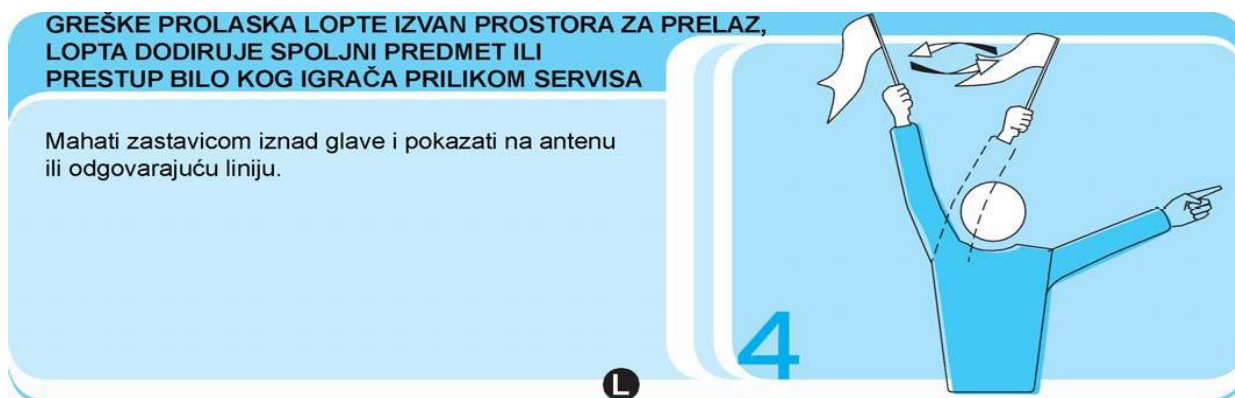 GREŠKE PROLASKA LOPTE IZVAN PROSTORA ZA PRELAZ,
LOPTA DODIRUJE SPOLJNI PREDMET ILI
PRESTUP BILO KOG IGRAČA PRILIKOM SERVISA
Mahati zastavicom iznad glave i pokazati na antenu
ili odgovarajuću liniju.
4
L